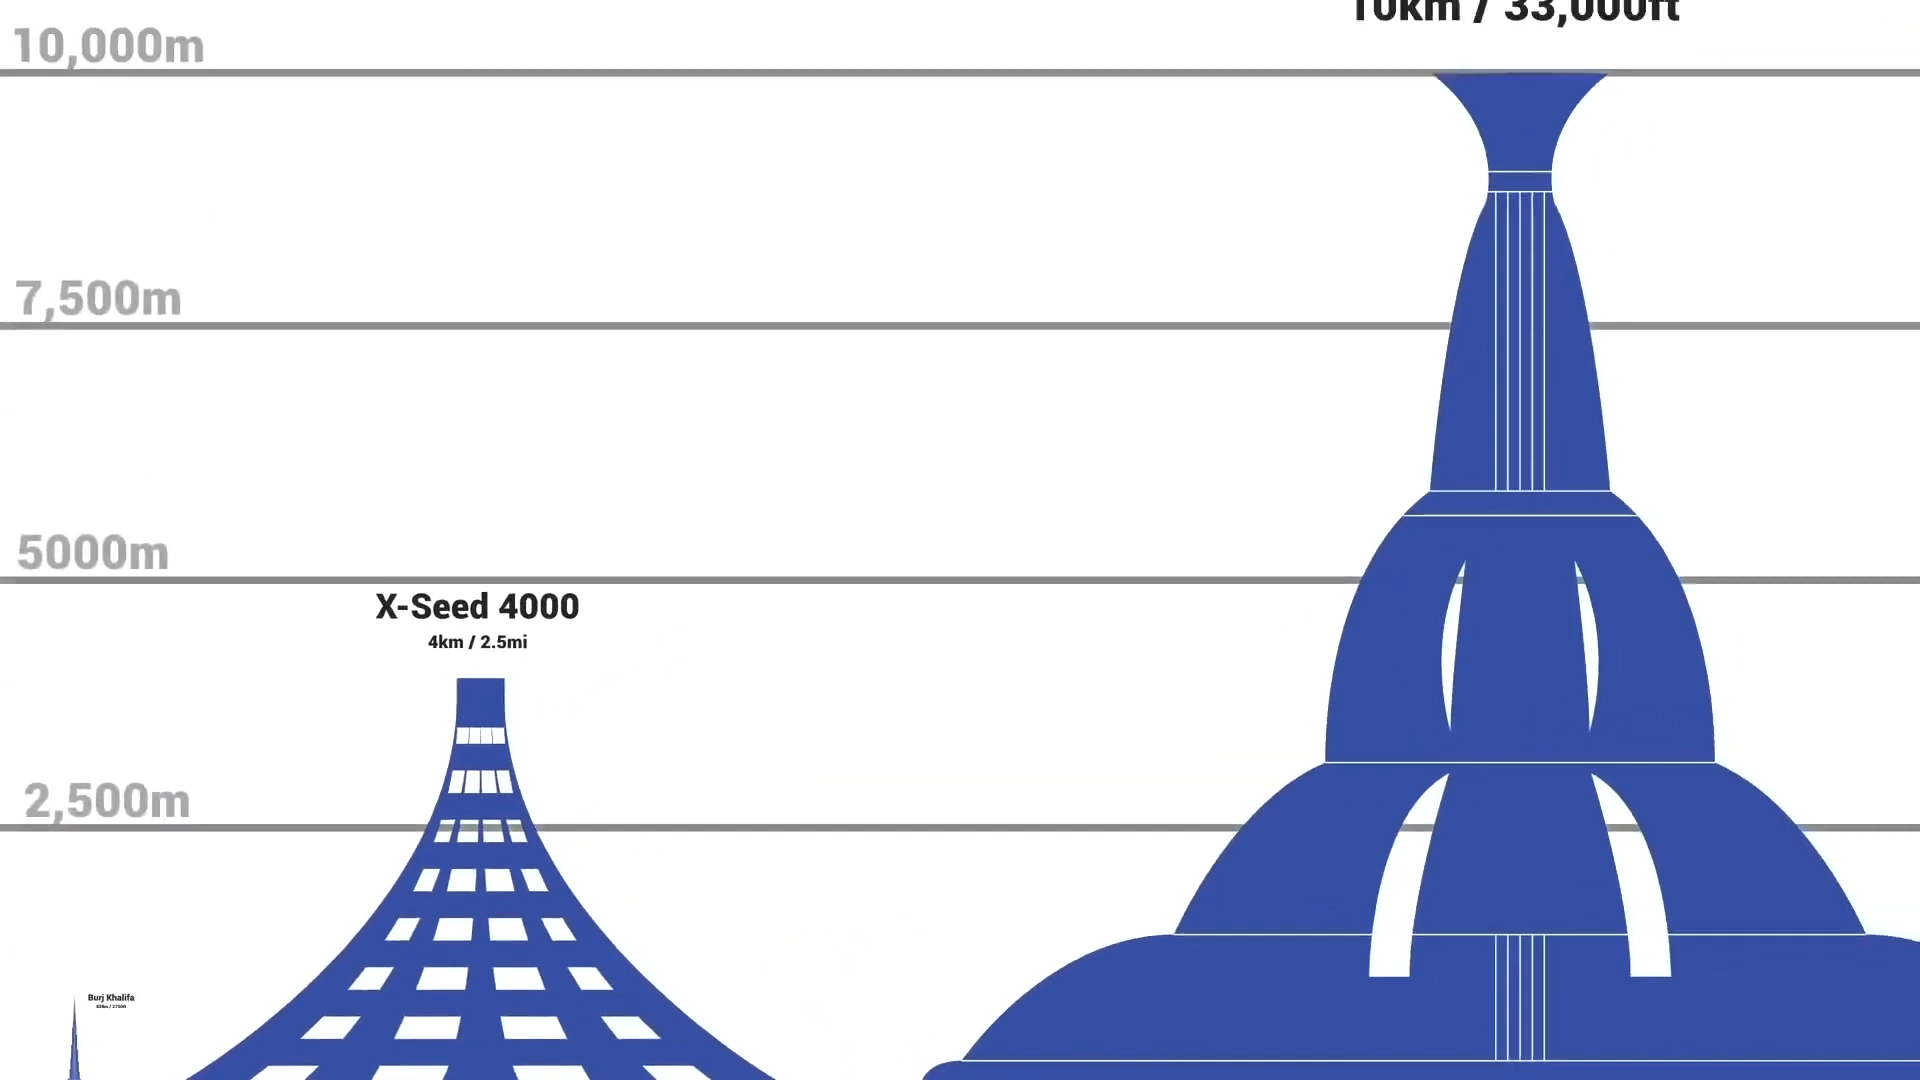 10km / 33,000ft
10,000m
7,500m
5000m
X-Seed 4000
4km / 2.5mi
2,500m
Burj Khalifa